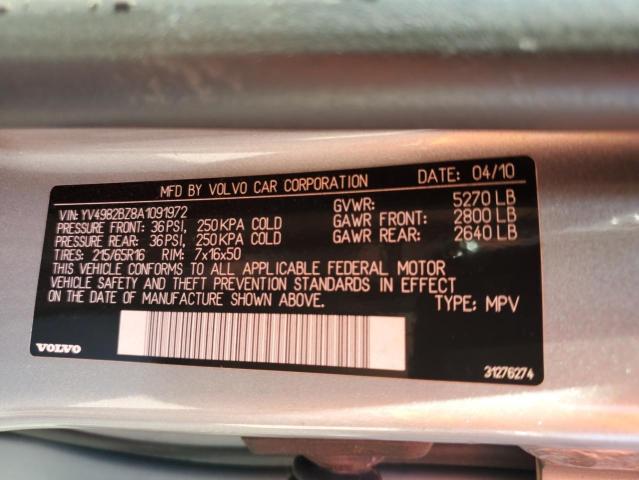 MFD BY VOLVO CAR CORPORATION DATE: 04/10
VIN: YV4982BZ8A1091972 GVWR: 5270 LB
PRESSURE FRONT: 36 PSI, 250 KPA COLD GAWR FRONT: 2800 LB
PRESSURE REAR: 36 PSI, 250 KPA COLD GAWR REAR: 2640 LB
TIRES: 215/65R16 RIM: 7x16x50
THIS VEHICLE CONFORMS TO ALL APPLICABLE FEDERAL MOTOR
VEHICLE SAFETY AND THEFT PREVENTION STANDARDS IN EFFECT
ON THE DATE OF MANUFACTURE SHOWN ABOVE. TYPE: MPV
VOLVO 31276274